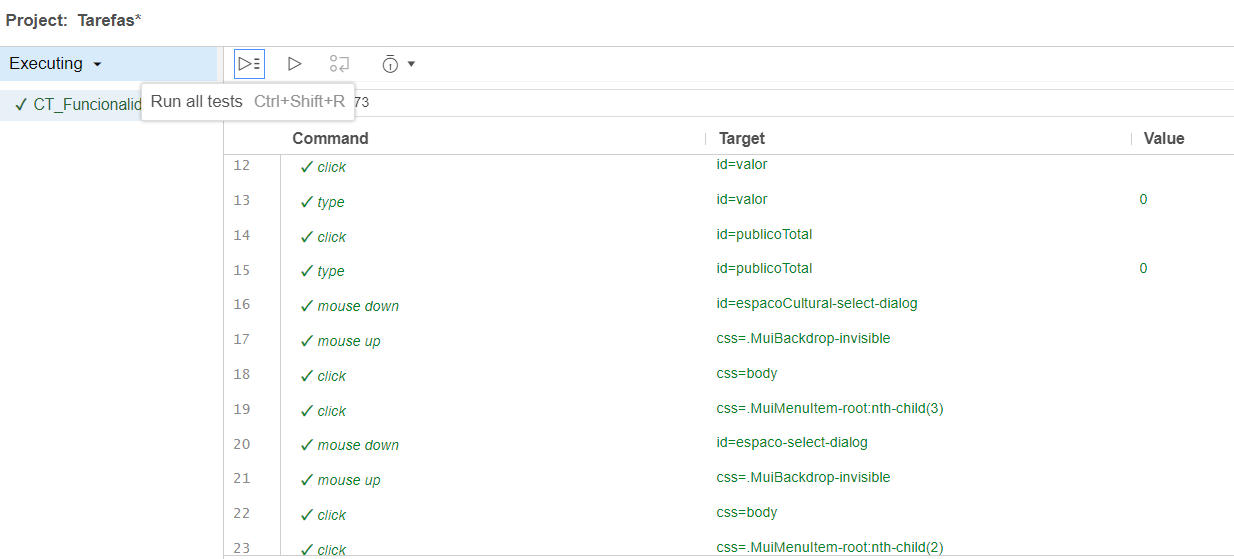 Project: Tarefas*
Executing
CT_Funcionalid
Run all tests Ctrl+Shift+R
73
Command Target Value
12 ✓ click id=valor
13 ✓ type id=valor 0
14 ✓ click id=publicoTotal
15 ✓ type id=publicoTotal 0
16 ✓ mouse down id=espacoCultural-select-dialog
17 ✓ mouse up css=.MuiBackdrop-invisible
18 ✓ click css=body
19 ✓ click css=.MuiMenuItem-root:nth-child(3)
20 ✓ mouse down id=espaco-select-dialog
21 ✓ mouse up css=.MuiBackdrop-invisible
22 ✓ click css=body
23 ✓ click css=.MuiMenuItem-root:nth-child(2)